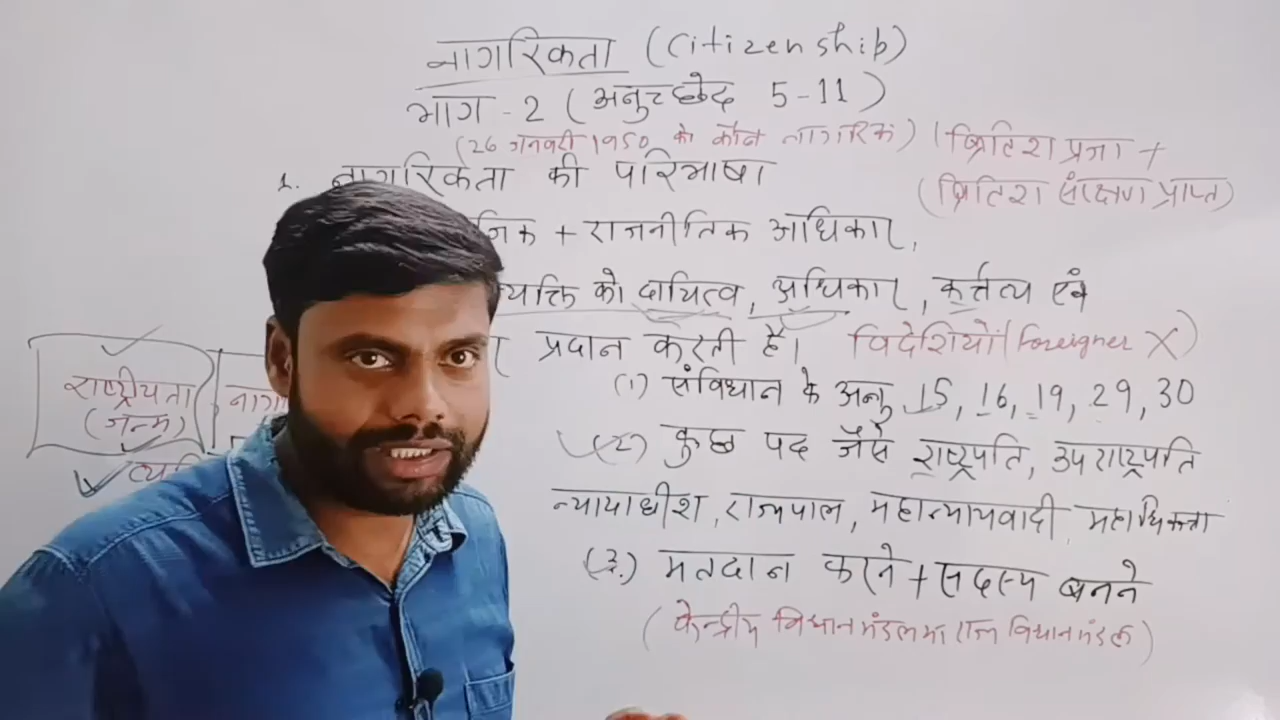 नागरिकता (Citizenship)
भाग - 2 (अनुच्छेद 5-11)
(26 जनवरी 1950 को कौन नागरिक)
(ब्रिटिश प्रजा +
(ब्रिटिश संरक्षण प्राप्त)
1. नागरिकता की परिभाषा
जिक + राजनीतिक अधिकार,
व्यक्ति को दायित्व, अधिकार, कर्त्तव्य एवं
प्रदान करती है। विदेशियों (Foreigner X)
(1) संविधान के अनु 15, 16, 19, 29, 30
(2) कुछ पद जैसे राष्ट्रपति, उपराष्ट्रपति
न्यायाधीश, राज्यपाल, महान्यायवादी, महाधिवक्ता
(3.) मतदान करने + सदस्य बनने
(केन्द्रीय विधानमंडल या राज्य विधानमंडल)
राष्ट्रीयता
(जन्म)
नाग